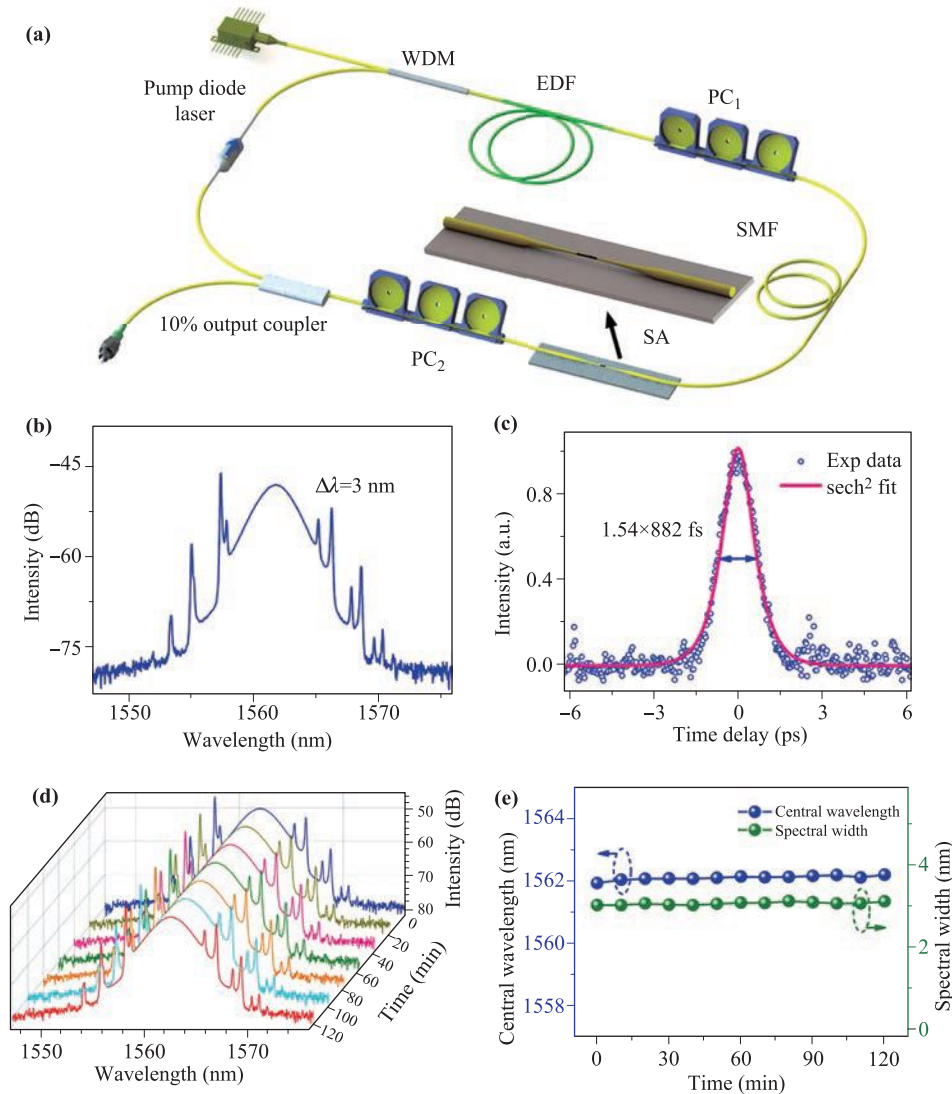 (a)
WDM
EDF
PC1
Pump diode
laser
SMF
SA
10% output coupler
PC2
(b)
−45
−60
−75
Intensity (dB)
Δλ=3 nm
1550
1560
1570
Wavelength (nm)
(c)
0.8
0.4
0.0
Intensity (a.u.)
Exp data
sech² fit
1.54×882 fs
−6
−3
0
3
6
Time delay (ps)
(d)
50
60
70
80
Intensity (dB)
0
20
40
60
80
100
120
Time (min)
1550
1560
1570
Wavelength (nm)
(e)
1564
1562
1560
1558
Central wavelength (nm)
Central wavelength
Spectral width
4
3
2
0
Spectral width (nm)
0
30
60
90
120
Time (min)